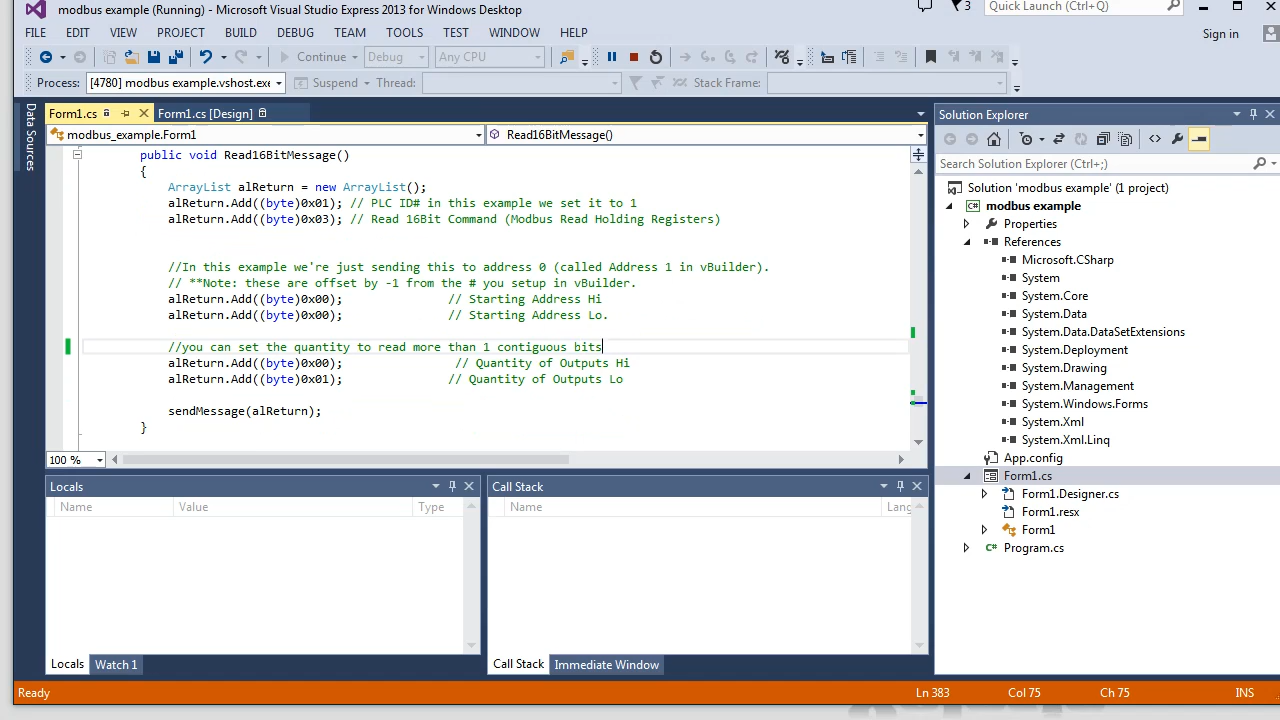 modbus example (Running) - Microsoft Visual Studio Express 2013 for Windows Desktop
3
Quick Launch (Ctrl+Q)
FILE EDIT VIEW PROJECT BUILD DEBUG TEAM TOOLS TEST WINDOW HELP
Sign in
Continue Debug Any CPU
Process: [4780] modbus example.vshost.exe Suspend Thread: Stack Frame:
Data Sources
Form1.cs Form1.cs [Design]
modbus_example.Form1 Read16BitMessage()
public void Read16BitMessage()
{
ArrayList alReturn = new ArrayList();
alReturn.Add((byte)0x01); // PLC ID# in this example we set it to 1
alReturn.Add((byte)0x03); // Read 16Bit Command (Modbus Read Holding Registers)
//In this example we're just sending this to address 0 (called Address 1 in vBuilder).
// **Note: these are offset by -1 from the # you setup in vBuilder.
alReturn.Add((byte)0x00); // Starting Address Hi
alReturn.Add((byte)0x00); // Starting Address Lo.
//you can set the quantity to read more than 1 contiguous bits
alReturn.Add((byte)0x00); // Quantity of Outputs Hi
alReturn.Add((byte)0x01); // Quantity of Outputs Lo
sendMessage(alReturn);
}
100 %
Locals
Name Value Type
Locals Watch 1
Call Stack
Name Lang
Call Stack Immediate Window
Solution Explorer
Search Solution Explorer (Ctrl+;)
Solution 'modbus example' (1 project)
C# modbus example
Properties
References
Microsoft.CSharp
System
System.Core
System.Data
System.Data.DataSetExtensions
System.Deployment
System.Drawing
System.Management
System.Windows.Forms
System.Xml
System.Xml.Linq
App.config
Form1.cs
Form1.Designer.cs
Form1.resx
Form1
C# Program.cs
Ready Ln 383 Col 75 Ch 75 INS